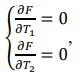 ∂F/∂T₁ = 0
∂F/∂T₂ = 0 ,